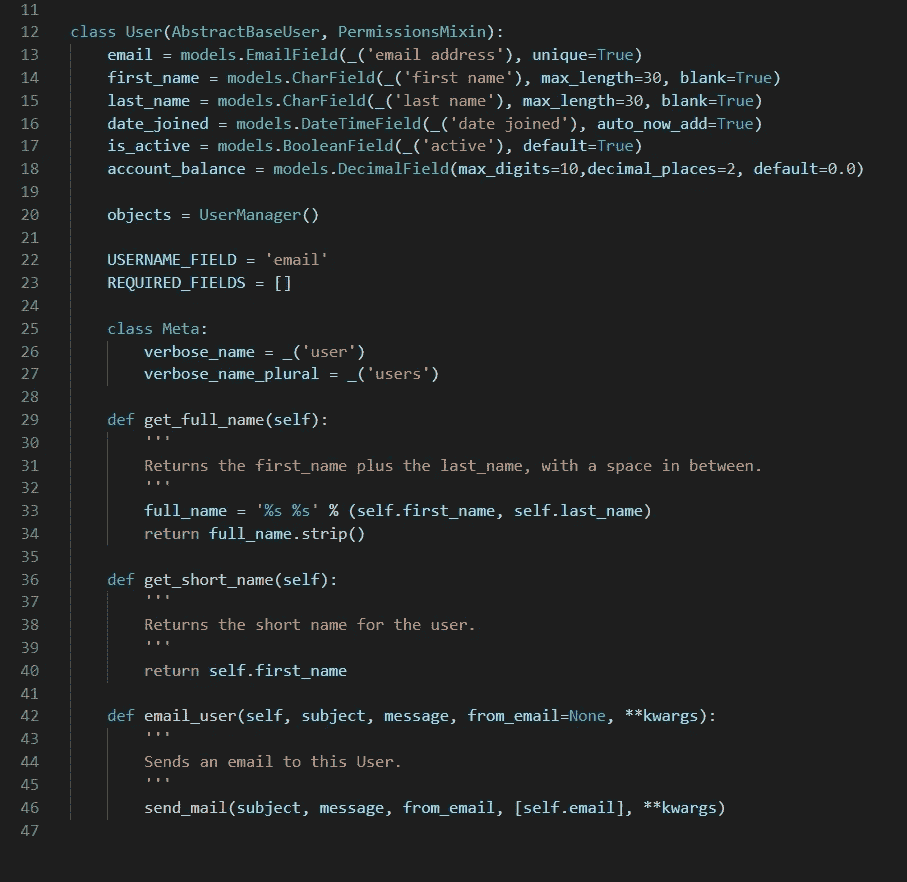 11
12 class User(AbstractBaseUser, PermissionsMixin):
13     email = models.EmailField(_('email address'), unique=True)
14     first_name = models.CharField(_('first name'), max_length=30, blank=True)
15     last_name = models.CharField(_('last name'), max_length=30, blank=True)
16     date_joined = models.DateTimeField(_('date joined'), auto_now_add=True)
17     is_active = models.BooleanField(_('active'), default=True)
18     account_balance = models.DecimalField(max_digits=10,decimal_places=2, default=0.0)
19
20     objects = UserManager()
21
22     USERNAME_FIELD = 'email'
23     REQUIRED_FIELDS = []
24
25     class Meta:
26         verbose_name = _('user')
27         verbose_name_plural = _('users')
28
29     def get_full_name(self):
30         '''
31         Returns the first_name plus the last_name, with a space in between.
32         '''
33         full_name = '%s %s' % (self.first_name, self.last_name)
34         return full_name.strip()
35
36     def get_short_name(self):
37         '''
38         Returns the short name for the user.
39         '''
40         return self.first_name
41
42     def email_user(self, subject, message, from_email=None, **kwargs):
43         '''
44         Sends an email to this User.
45         '''
46         send_mail(subject, message, from_email, [self.email], **kwargs)
47